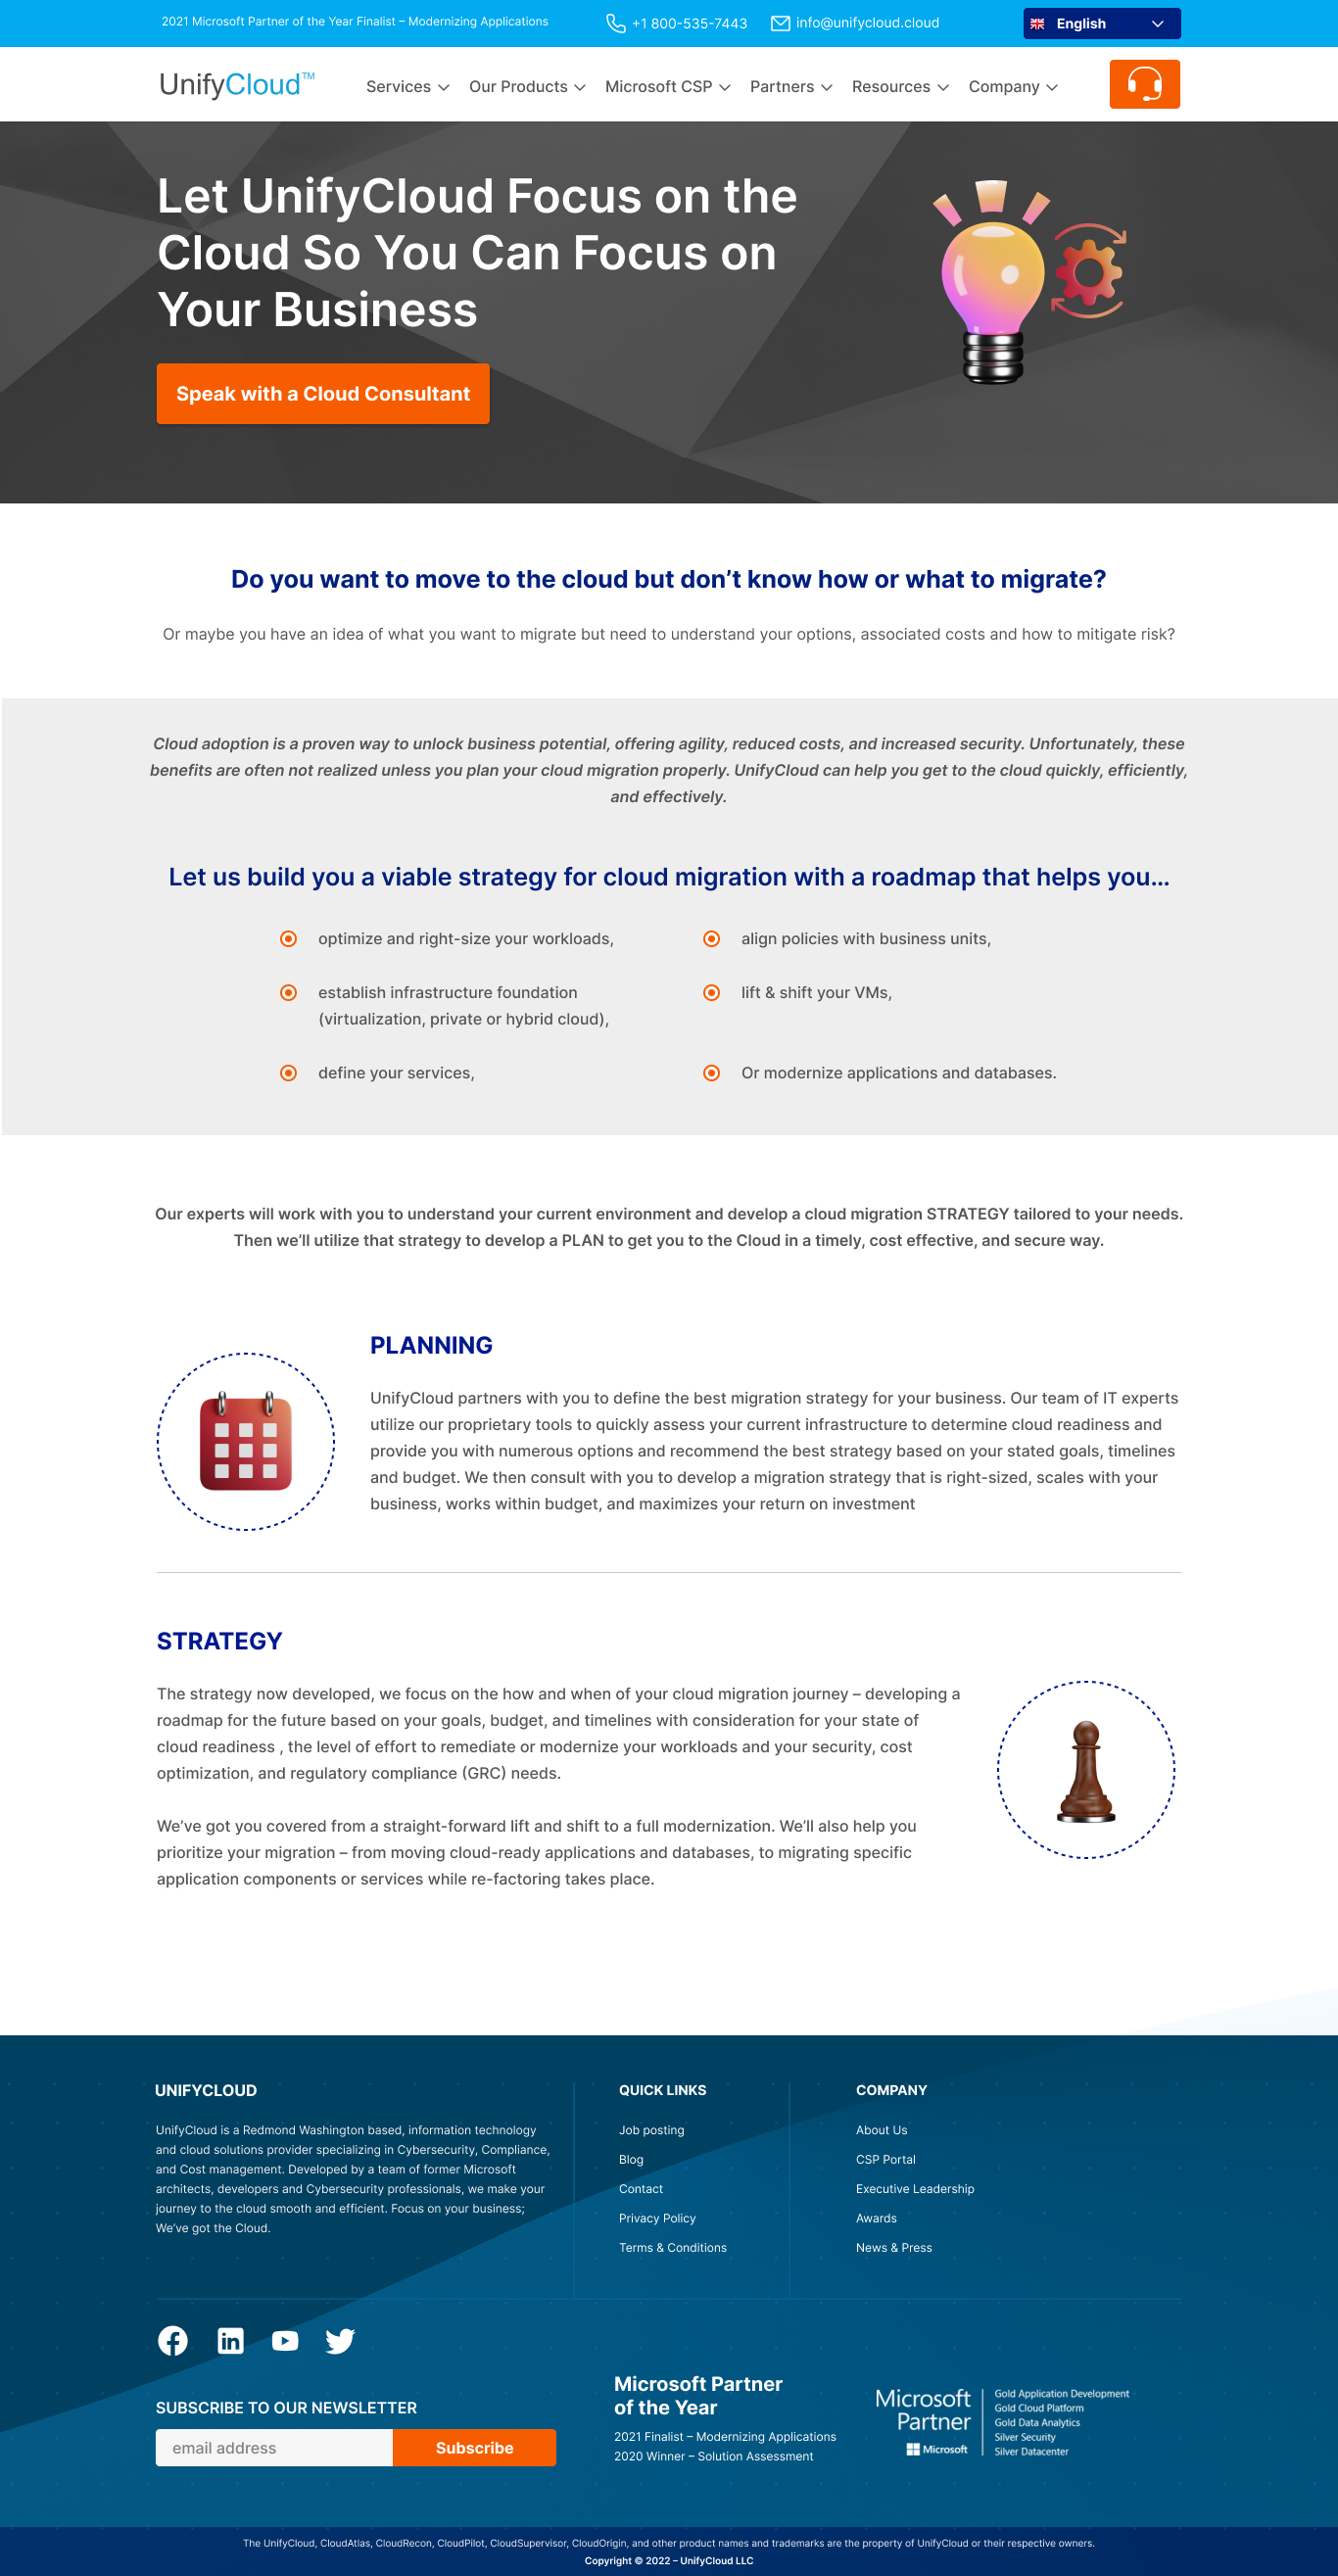 2021 Microsoft Partner of the Year Finalist – Modernizing Applications
+1 800-535-7443
info@unifycloud.cloud
English
UnifyCloud™
Services
Our Products
Microsoft CSP
Partners
Resources
Company
Let UnifyCloud Focus on the
Cloud So You Can Focus on
Your Business
Speak with a Cloud Consultant
Do you want to move to the cloud but don’t know how or what to migrate?
Or maybe you have an idea of what you want to migrate but need to understand your options, associated costs and how to mitigate risk?
Cloud adoption is a proven way to unlock business potential, offering agility, reduced costs, and increased security. Unfortunately, these
benefits are often not realized unless you plan your cloud migration properly. UnifyCloud can help you get to the cloud quickly, efficiently,
and effectively.
Let us build you a viable strategy for cloud migration with a roadmap that helps you...
optimize and right-size your workloads,
align policies with business units,
establish infrastructure foundation
(virtualization, private or hybrid cloud),
lift & shift your VMs,
define your services,
Or modernize applications and databases.
Our experts will work with you to understand your current environment and develop a cloud migration STRATEGY tailored to your needs.
Then we’ll utilize that strategy to develop a PLAN to get you to the Cloud in a timely, cost effective, and secure way.
PLANNING
UnifyCloud partners with you to define the best migration strategy for your business. Our team of IT experts
utilize our proprietary tools to quickly assess your current infrastructure to determine cloud readiness and
provide you with numerous options and recommend the best strategy based on your stated goals, timelines
and budget. We then consult with you to develop a migration strategy that is right-sized, scales with your
business, works within budget, and maximizes your return on investment
STRATEGY
The strategy now developed, we focus on the how and when of your cloud migration journey – developing a
roadmap for the future based on your goals, budget, and timelines with consideration for your state of
cloud readiness , the level of effort to remediate or modernize your workloads and your security, cost
optimization, and regulatory compliance (GRC) needs.
We’ve got you covered from a straight-forward lift and shift to a full modernization. We’ll also help you
prioritize your migration – from moving cloud-ready applications and databases, to migrating specific
application components or services while re-factoring takes place.
UNIFYCLOUD
UnifyCloud is a Redmond Washington based, information technology
and cloud solutions provider specializing in Cybersecurity, Compliance,
and Cost management. Developed by a team of former Microsoft
architects, developers and Cybersecurity professionals, we make your
journey to the cloud smooth and efficient. Focus on your business;
We’ve got the Cloud.
QUICK LINKS
Job posting
Blog
Contact
Privacy Policy
Terms & Conditions
COMPANY
About Us
CSP Portal
Executive Leadership
Awards
News & Press
in
SUBSCRIBE TO OUR NEWSLETTER
email address
Subscribe
Microsoft Partner
of the Year
2021 Finalist – Modernizing Applications
2020 Winner – Solution Assessment
Microsoft
Partner
Microsoft
Gold Application Development
Gold Cloud Platform
Gold Data Analytics
Silver Security
Silver Datacenter
The UnifyCloud, CloudAtlas, CloudRecon, CloudPilot, CloudSupervisor, CloudOrigin, and other product names and trademarks are the property of UnifyCloud or their respective owners.
Copyright © 2022 – UnifyCloud LLC